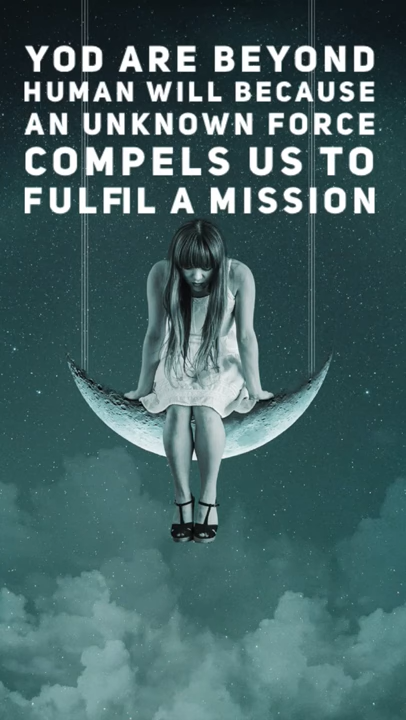 YOD ARE BEYOND
HUMAN WILL BECAUSE
AN UNKNOWN FORCE
COMPELS US TO
FULFIL A MISSION